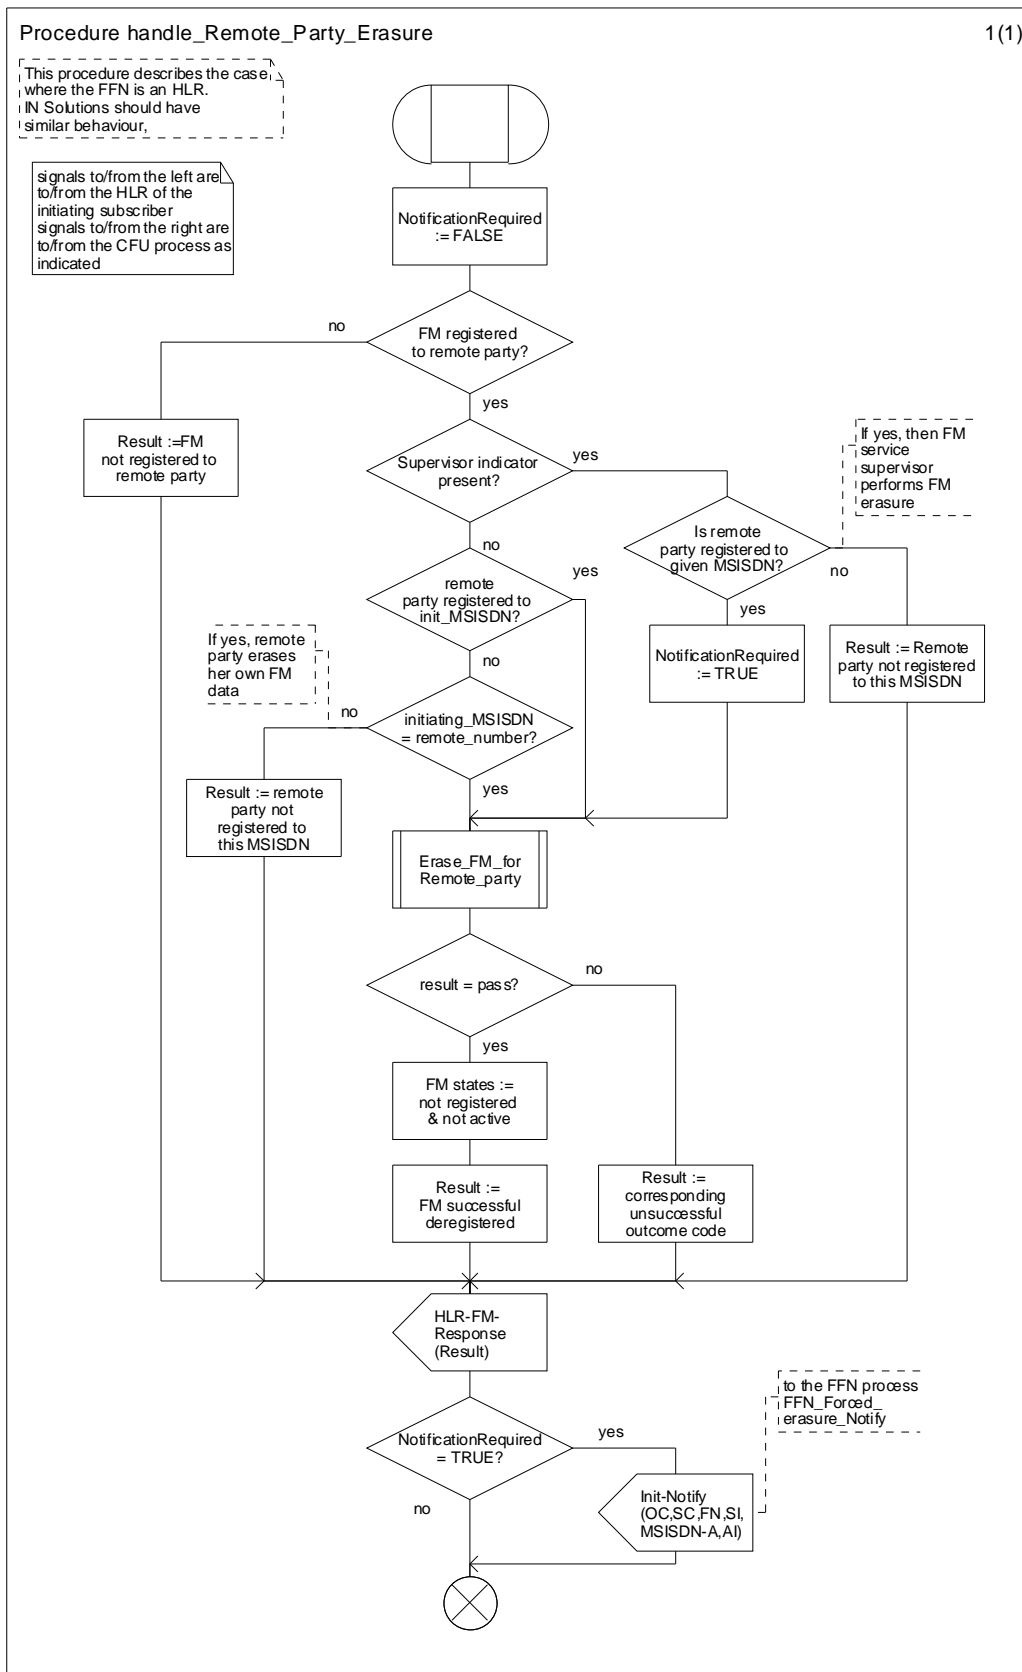 Procedure handle_Remote_Party_Erasure
1(1)
This procedure describes the case
where the FFN is an HLR.
IN Solutions should have
similar behaviour,
signals to/from the left are
to/from the HLR of the
initiating subscriber
signals to/from the right are
to/from the CFU process as
indicated
NotificationRequired
:= FALSE
no
FM registered
to remote party?
yes
Result :=FM
not registered to
remote party
Supervisor indicator
present?
yes
If yes, then FM
service
supervisor
performs FM
erasure
no
Is remote
party registered to
given MSISDN?
no
yes
remote
party registered to
init_MSISDN?
yes
no
If yes, remote
party erases
her own FM
data
NotificationRequired
:= TRUE
Result := Remote
party not registered
to this MSISDN
no
initiating_MSISDN
= remote_number?
yes
Result := remote
party not
registered to
this MSISDN
Erase_FM_for
Remote_party
result = pass?
no
yes
FM states :=
not registered
& not active
Result :=
FM successful
deregistered
Result :=
corresponding
unsuccessful
outcome code
HLR-FM-
Response
(Result)
to the FFN process
FFN_Forced_
erasure_Notify
NotificationRequired
= TRUE?
yes
no
Init-Notify
(OC,SC,FN,SI,
MSISDN-A,AI)